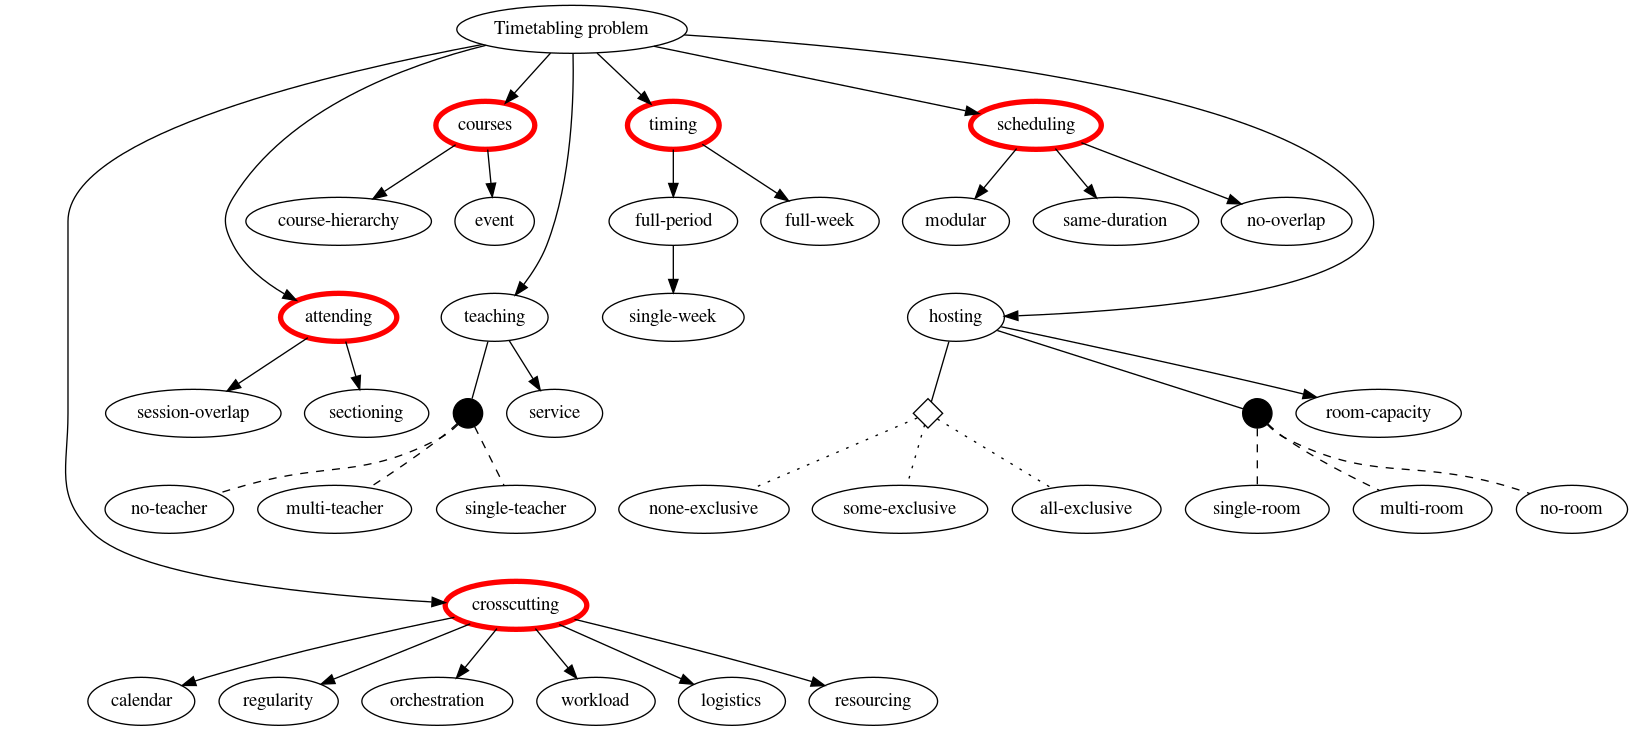 Timetabling problem
courses
timing
scheduling
course-hierarchy
event
full-period
full-week
modular
same-duration
no-overlap
attending
teaching
single-week
hosting
session-overlap
sectioning
service
room-capacity
no-teacher
multi-teacher
single-teacher
none-exclusive
some-exclusive
all-exclusive
single-room
multi-room
no-room
crosscutting
calendar
regularity
orchestration
workload
logistics
resourcing